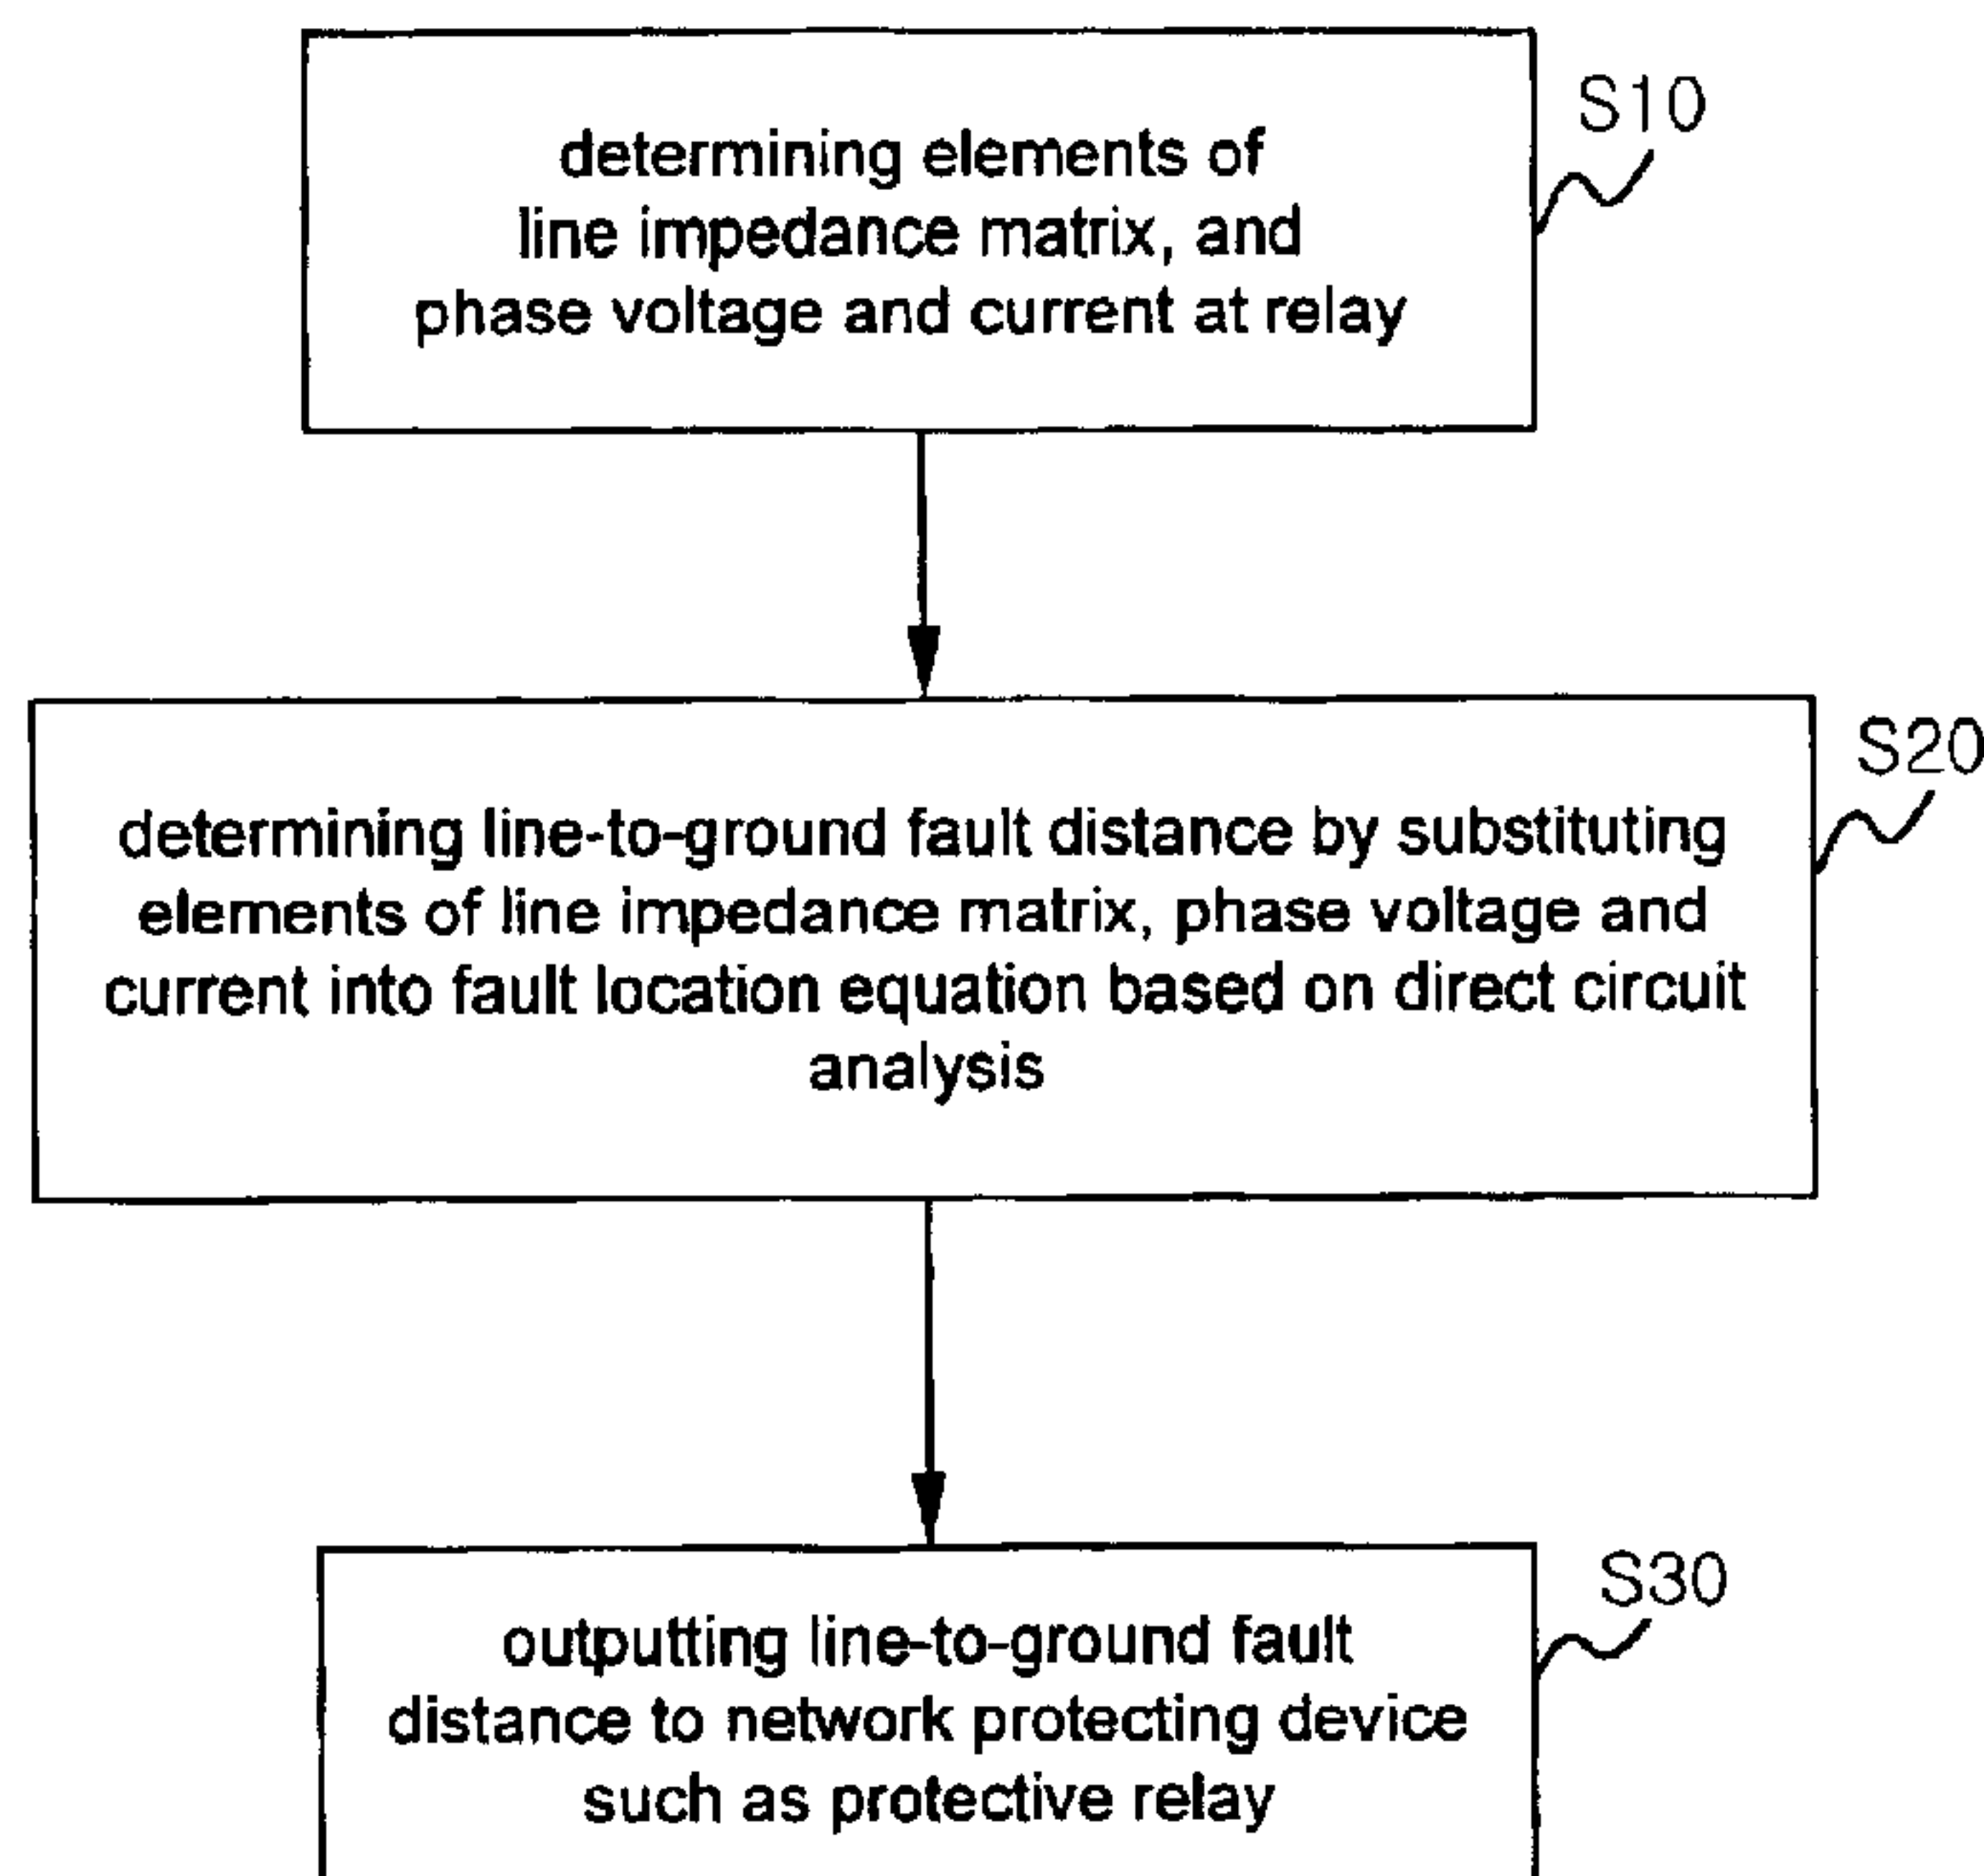 S10
determining elements of
line impedance matrix, and
phase voltage and current at relay
S20
determining line-to-ground fault distance by substituting
elements of line impedance matrix, phase voltage and
current into fault location equation based on direct circuit
analysis
S30
outputting line-to-ground fault
distance to network protecting device
such as protective relay